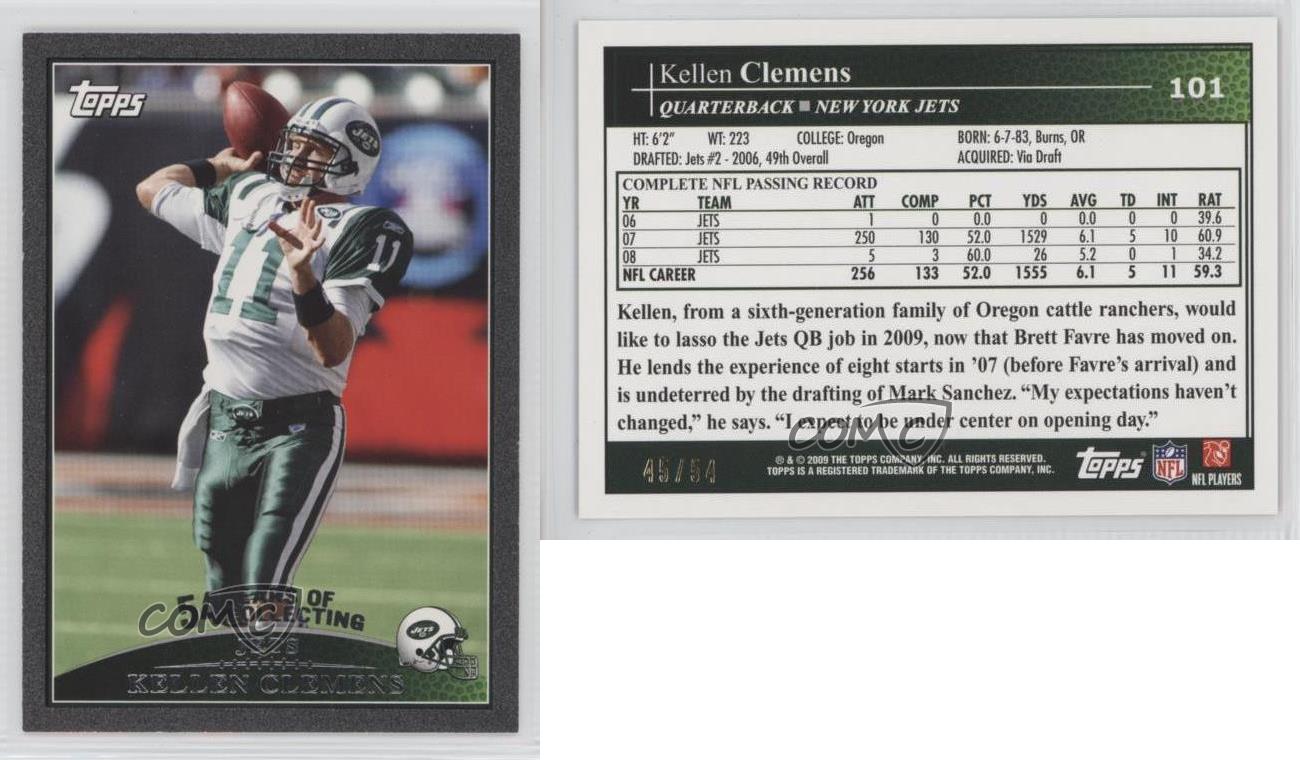 topps
JETS
11
11
54 YEARS OF
COLLECTING
COMC
JETS
JETS
KELLEN CLEMENS
Kellen Clemens
101
QUARTERBACK ■ NEW YORK JETS
HT: 6'2" WT: 223 COLLEGE: Oregon BORN: 6-7-83, Burns, OR
DRAFTED: Jets #2 - 2006, 49th Overall ACQUIRED: Via Draft
COMPLETE NFL PASSING RECORD
YR TEAM ATT COMP PCT YDS AVG TD INT RAT
06 JETS 1 0 0.0 0 0.0 0 0 39.6
07 JETS 250 130 52.0 1529 6.1 5 10 60.9
08 JETS 5 3 60.0 26 5.2 0 1 34.2
NFL CAREER 256 133 52.0 1555 6.1 5 11 59.3
Kellen, from a sixth-generation family of Oregon cattle ranchers, would
like to lasso the Jets QB job in 2009, now that Brett Favre has moved on.
He lends the experience of eight starts in '07 (before Favre's arrival) and
is undeterred by the drafting of Mark Sanchez. "My expectations haven't
changed," he says. "I expect to be under center on opening day."
COMC
45/54
® & © 2009 THE TOPPS COMPANY, INC. ALL RIGHTS RESERVED.
TOPPS IS A REGISTERED TRADEMARK OF THE TOPPS COMPANY, INC.
topps
NFL
NFL PLAYERS